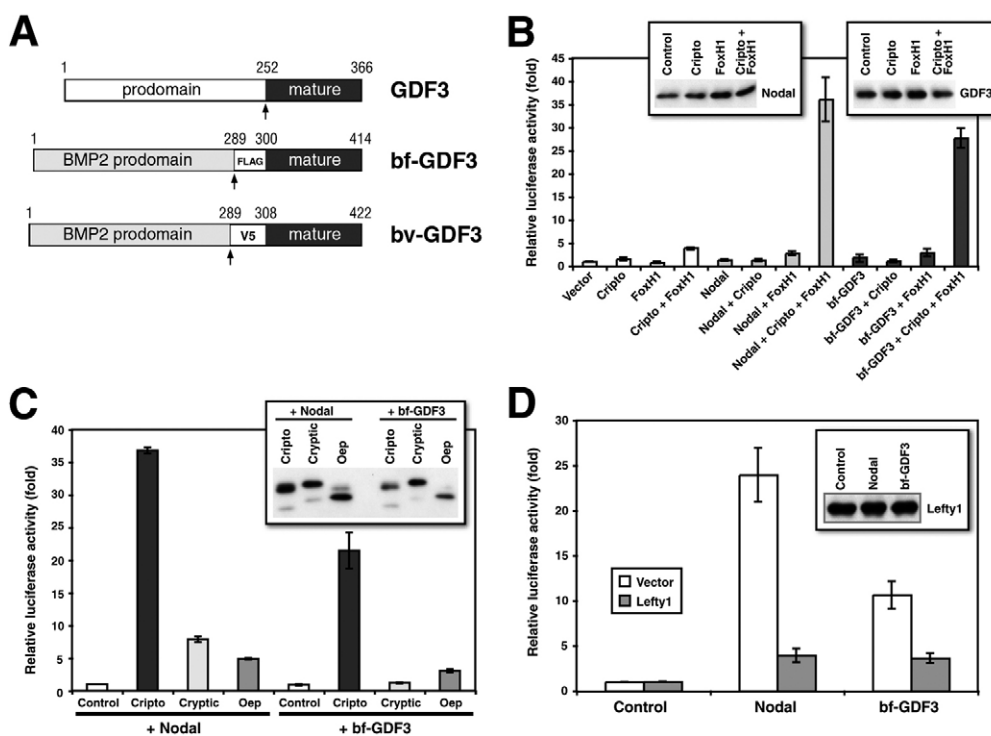 A
1 252 366
prodomain mature GDF3
1 289 300 414
BMP2 prodomain FLAG mature bf-GDF3
1 289 308 422
BMP2 prodomain V5 mature bv-GDF3
B
Relative luciferase activity (fold)
45
40
35
30
25
20
15
10
5
0
Control Cripto FoxH1 Cripto + FoxH1
Nodal
Control Cripto FoxH1 Cripto + FoxH1
GDF3
Vector
Cripto
FoxH1
Cripto + FoxH1
Nodal
Nodal + Cripto
Nodal + FoxH1
Nodal + Cripto + FoxH1
bf-GDF3
bf-GDF3 + Cripto
bf-GDF3 + FoxH1
bf-GDF3 + Cripto + FoxH1
C
Relative luciferase activity (fold)
40
35
30
25
20
15
10
5
0
+ Nodal + bf-GDF3
Cripto Cryptic Oep Cripto Cryptic Oep
Control Cripto Cryptic Oep Control Cripto Cryptic Oep
+ Nodal + bf-GDF3
D
Relative luciferase activity (fold)
30
25
20
15
10
5
0
Control Nodal bf-GDF3
Lefty1
Vector
Lefty1
Control Nodal bf-GDF3